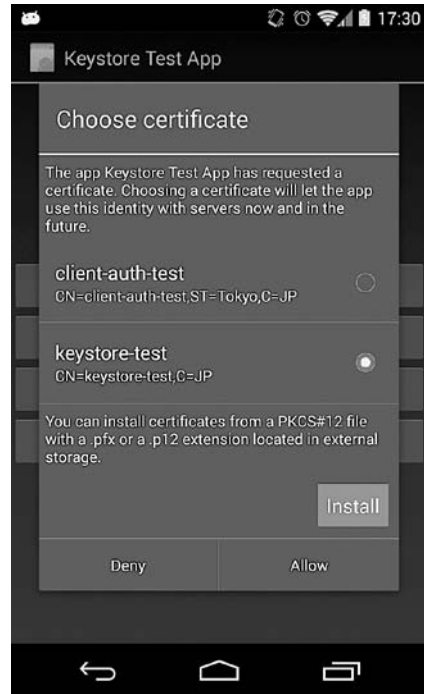 17:30
Keystore Test App
Choose certificate
The app Keystore Test App has requested a
certificate. Choosing a certificate will let the app
use this identity with servers now and in the
future.
client-auth-test
CN=client-auth-test,ST=Tokyo,C=JP
keystore-test
CN=keystore-test,C=JP
You can install certificates from a PKCS#12 file
with a .pfx or a .p12 extension located in external
storage.
Install
Deny
Allow